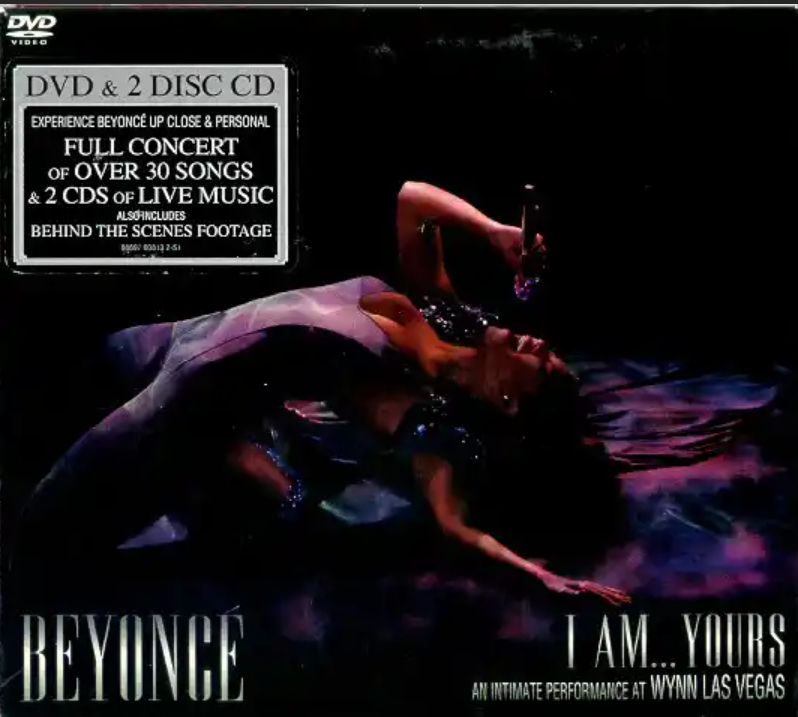 DVD
VIDEO
DVD & 2 DISC CD
EXPERIENCE BEYONCÉ UP CLOSE & PERSONAL
FULL CONCERT
OF OVER 30 SONGS
& 2 CDS OF LIVE MUSIC
ALSO INCLUDES
BEHIND THE SCENES FOOTAGE
BEYONCÉ
I AM... YOURS
AN INTIMATE PERFORMANCE AT WYNN LAS VEGAS